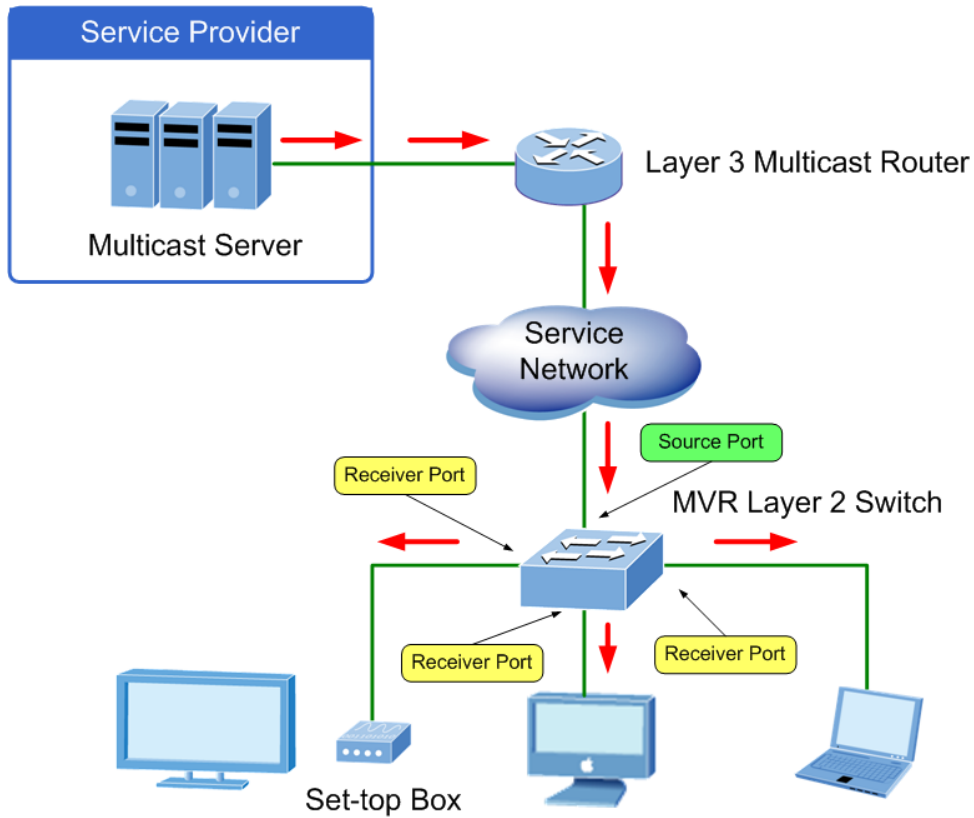 Service Provider
Multicast Server
Layer 3 Multicast Router
Service
Network
Source Port
Receiver Port
MVR Layer 2 Switch
Receiver Port
Receiver Port
Set-top Box